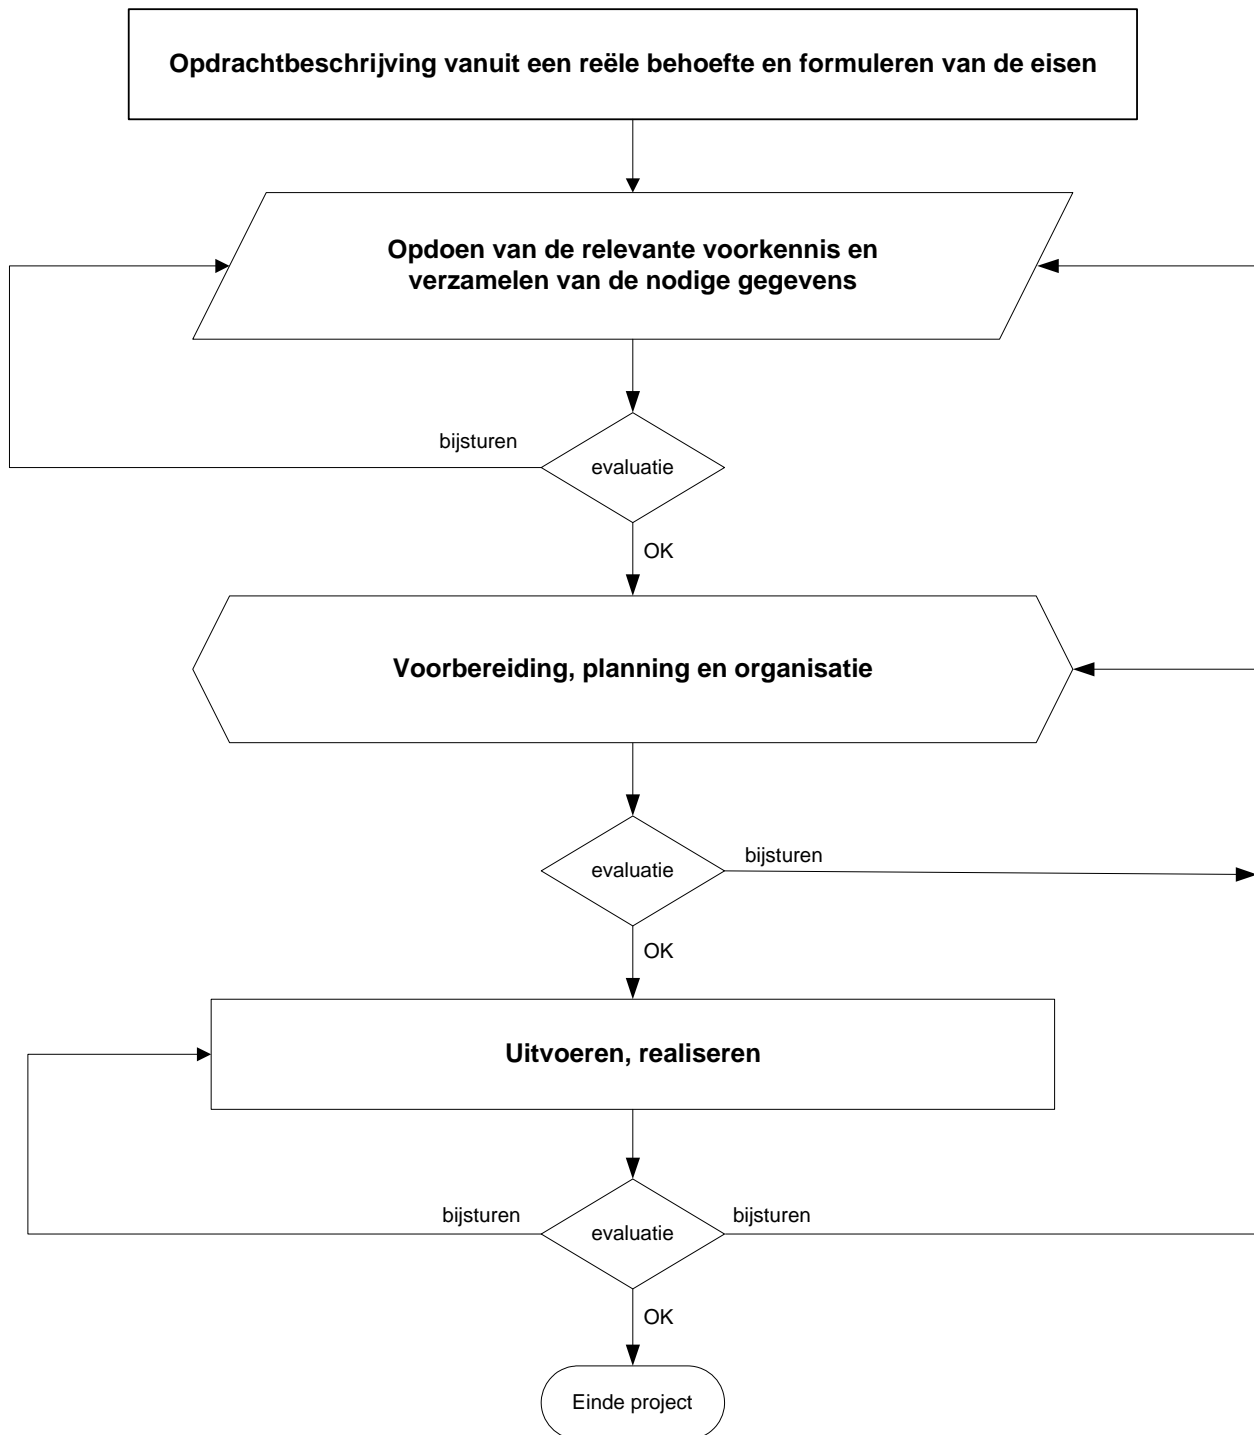 Opdrachtbeschrijving vanuit een reële behoefte en formuleren van de eisen
Opdoen van de relevante voorkennis en
verzamelen van de nodige gegevens
bijsturen
evaluatie
OK
Voorbereiding, planning en organisatie
evaluatie
bijsturen
OK
Uitvoeren, realiseren
bijsturen
evaluatie
bijsturen
OK
Einde project